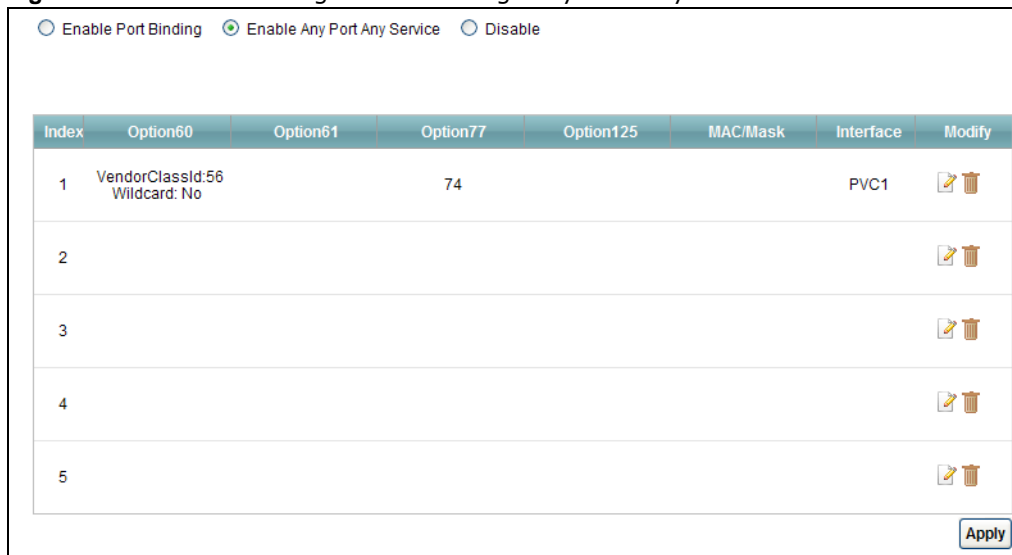 Enable Port Binding Enable Any Port Any Service Disable
Index Option60 Option61 Option77 Option125 MAC/Mask Interface Modify
1 VendorClassId:56 74 PVC1
Wildcard: No
2
3
4
5
Apply